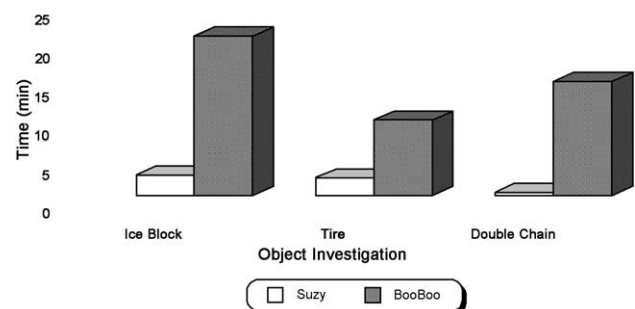 25
20
15
10
5
0
Time (min)
Ice Block
Tire
Double Chain
Object Investigation
Suzy
BooBoo